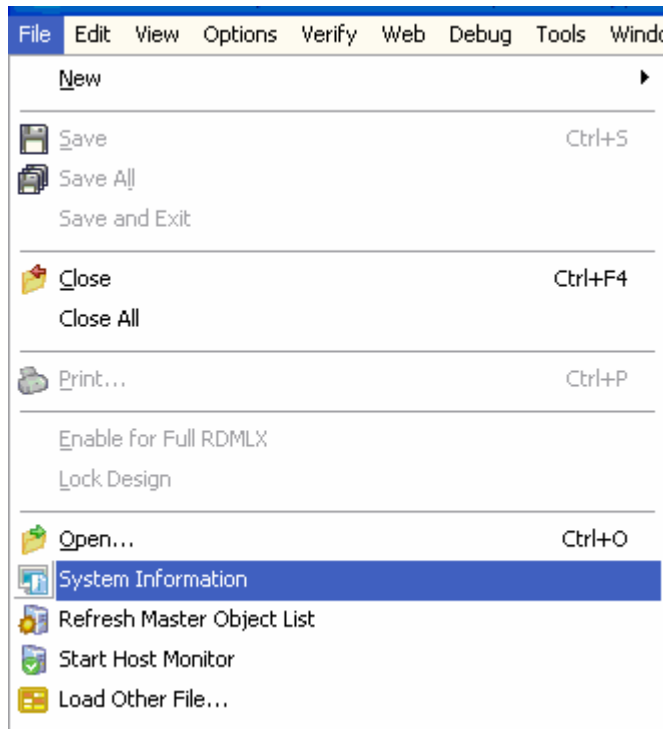 File Edit View Options Verify Web Debug Tools
New
Save Ctrl+S
Save All
Save and Exit
Close Ctrl+F4
Close All
Print... Ctrl+P
Enable for Full RDMLX
Lock Design
Open... Ctrl+O
System Information
Refresh Master Object List
Start Host Monitor
Load Other File...